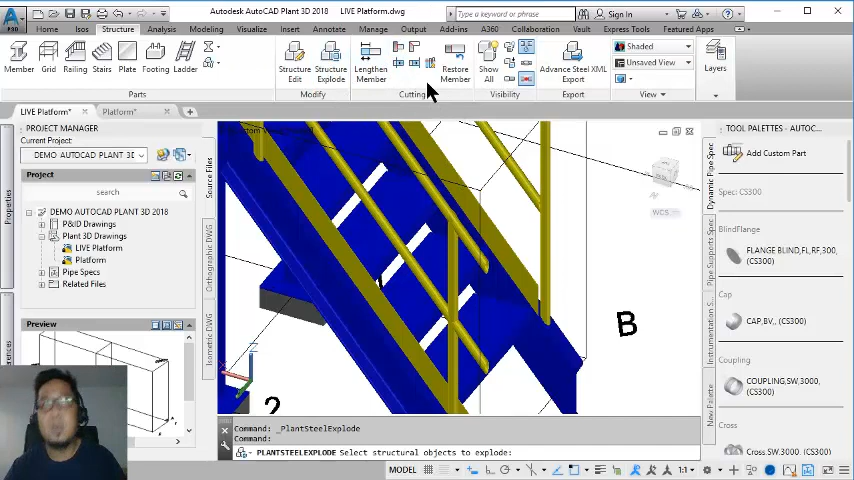 Autodesk AutoCAD Plant 3D 2018 LIVE Platform.dwg
Type a keyword or phrase
Sign In
P3D
Home Isos Structure Analysis Modeling Visualize Insert Annotate Manage Output Add-ins A360 Collaboration Vault Express Tools Featured Apps
Member Grid Railing Stairs Plate Footing Ladder
Structure Edit
Structure Explode
Lengthen Member
Restore Member
Show All
Advance Steel XML Export
Shaded
Unsaved View
Layers
Parts Modify Cutting Visibility Export View
LIVE Platform* Platform*
PROJECT MANAGER
Current Project:
DEMO AUTOCAD PLANT 3D
Project
search
DEMO AUTOCAD PLANT 3D 2018
P&ID Drawings
Plant 3D Drawings
LIVE Platform
Platform
Pipe Specs
Related Files
Preview
Properties
Source Files
Orthographic DWG
Isometric DWG
WCS
B
2
Z
Command: _PlantSteelExplode
Command:
PLANTSTEELEXPLODE Select structural objects to explode:
MODEL
1:1
TOOL PALETTES - AUTOC...
Dynamic Pipe Spec
Pipe Supports Spec
Instrumentation S...
New Palette
Add Custom Part
Spec: CS300
BlindFlange
FLANGE BLIND,FL,RF,300, (CS300)
Cap
CAP,BV,, (CS300)
Coupling
COUPLING,SW,3000, (CS300)
Cross
Cross,SW,3000, (CS300)